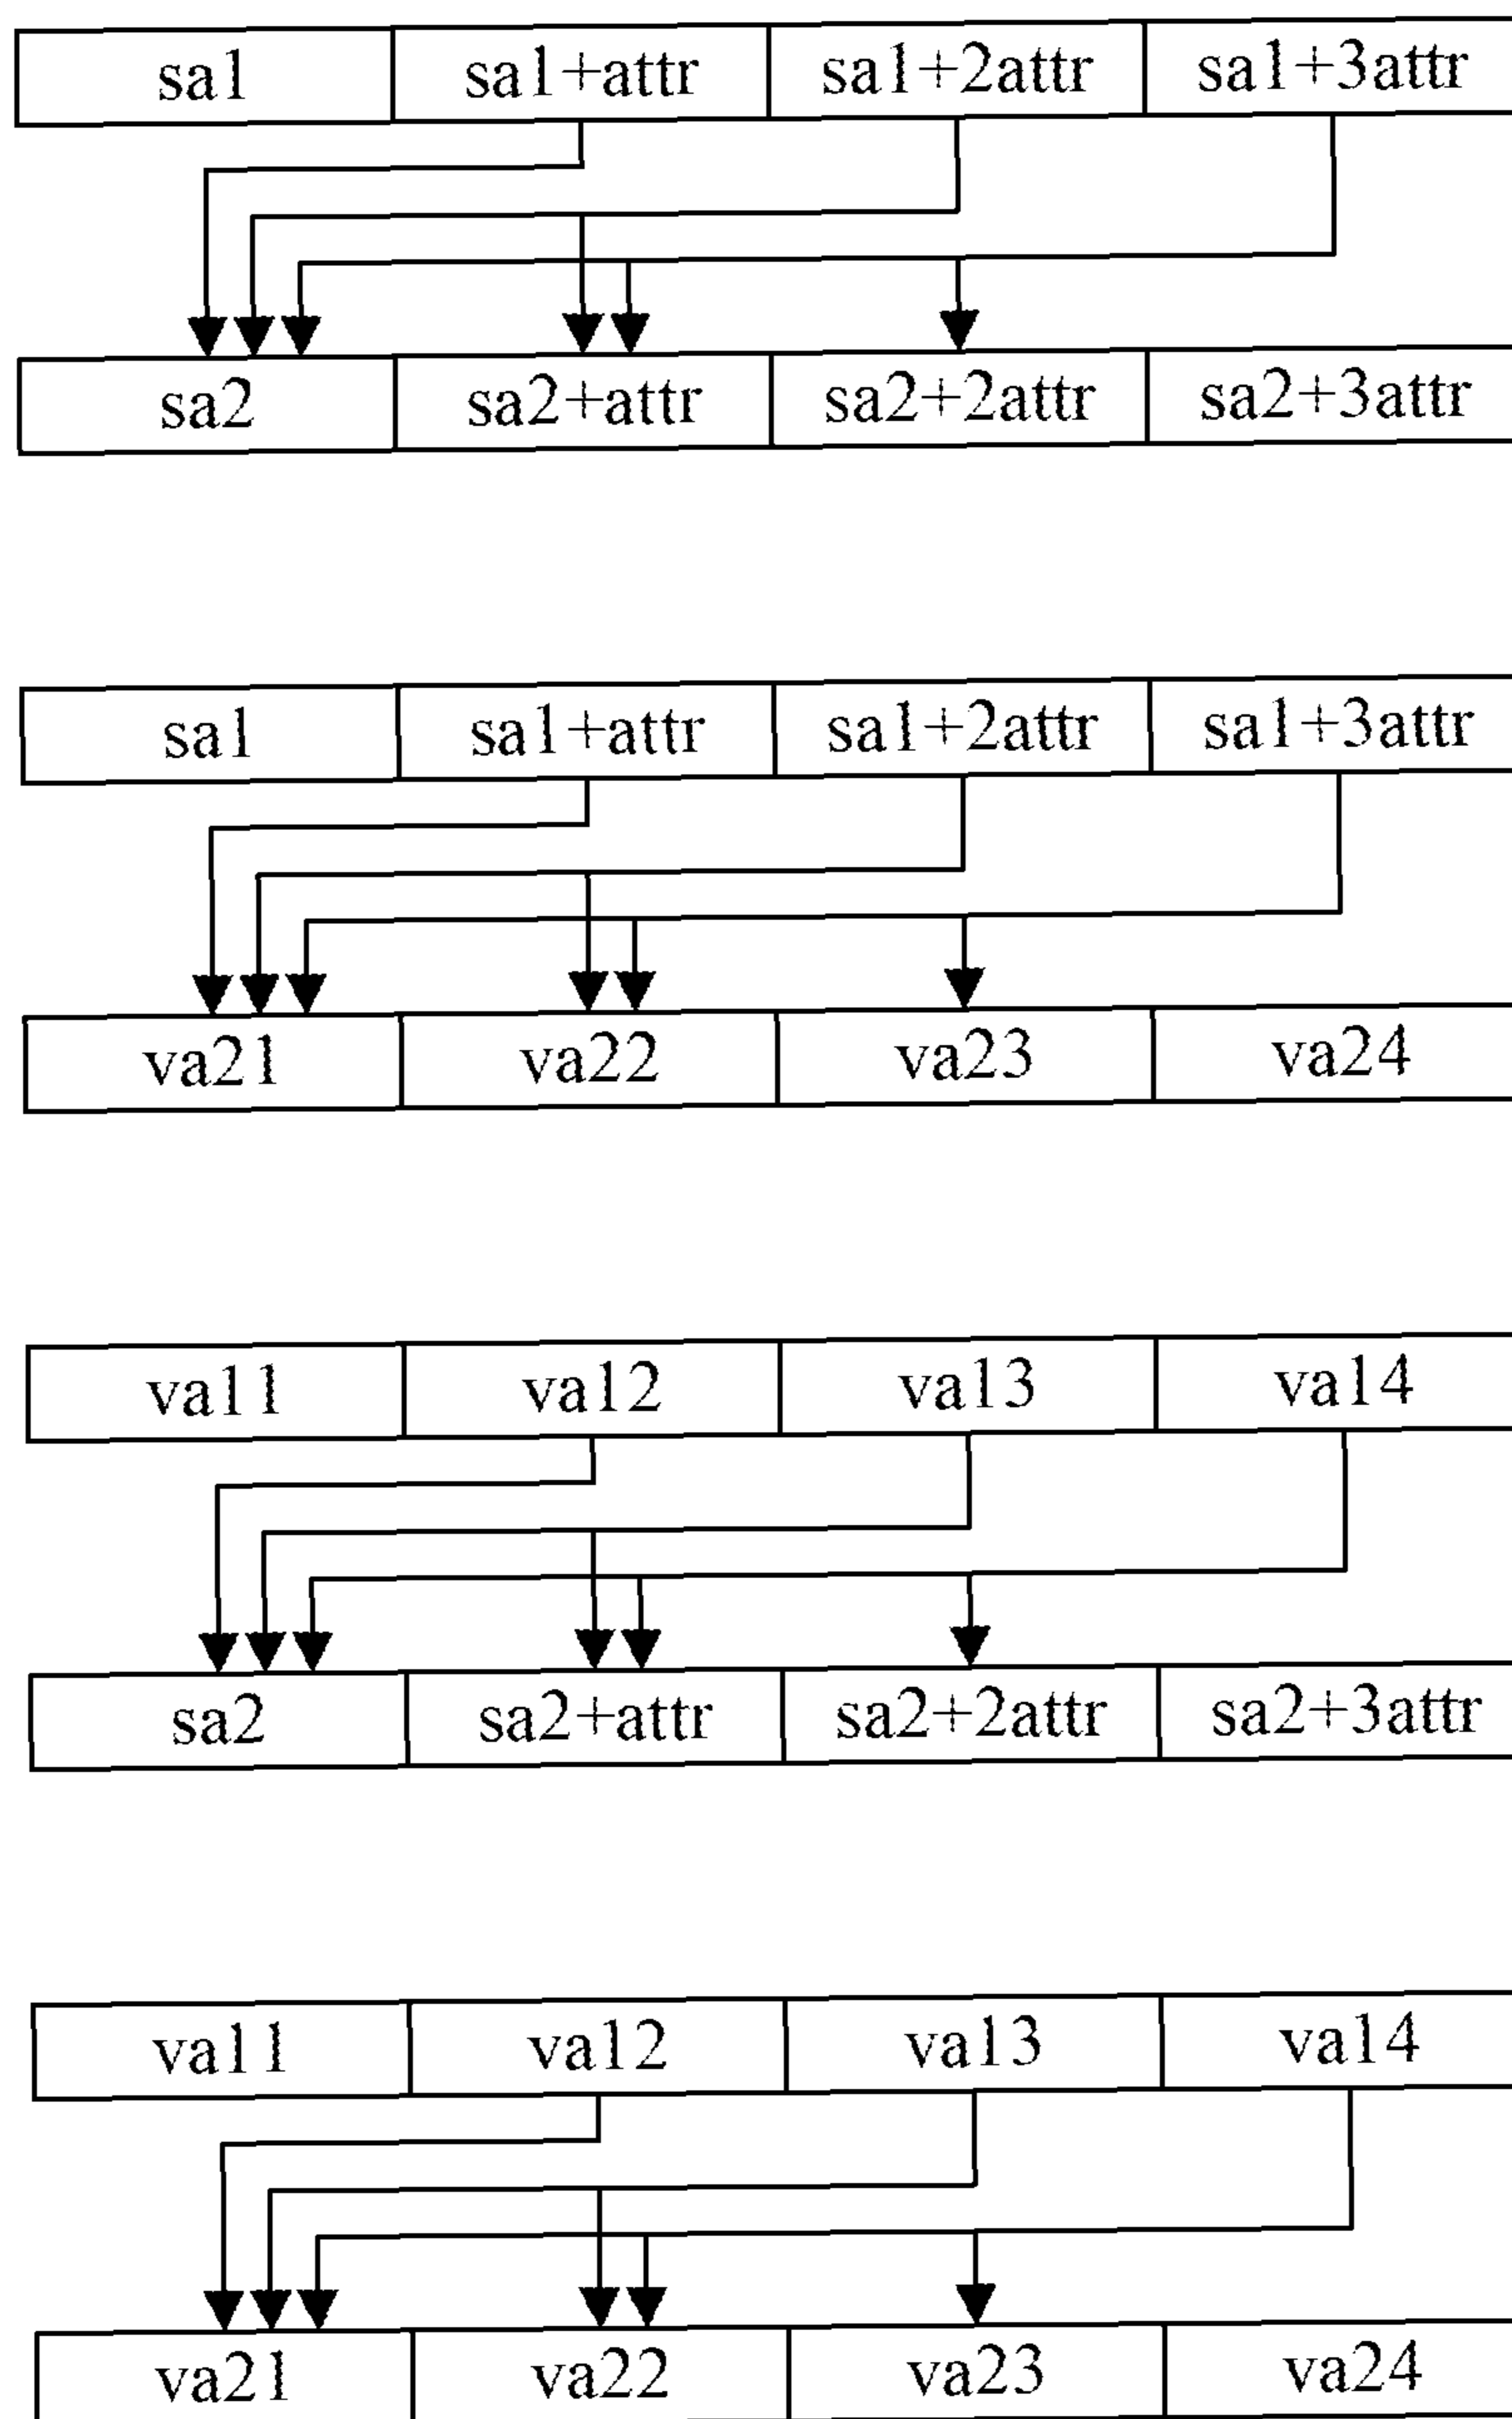 sa1 sa1+attr sa1+2attr sa1+3attr
sa2 sa2+attr sa2+2attr sa2+3attr
sa1 sa1+attr sa1+2attr sa1+3attr
va21 va22 va23 va24
va11 va12 va13 va14
sa2 sa2+attr sa2+2attr sa2+3attr
va11 va12 va13 va14
va21 va22 va23 va24